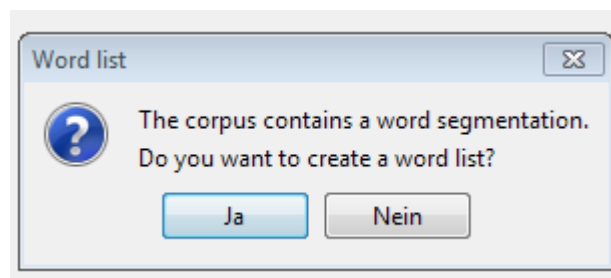 Word list
The corpus contains a word segmentation.
Do you want to create a word list?
Ja Nein